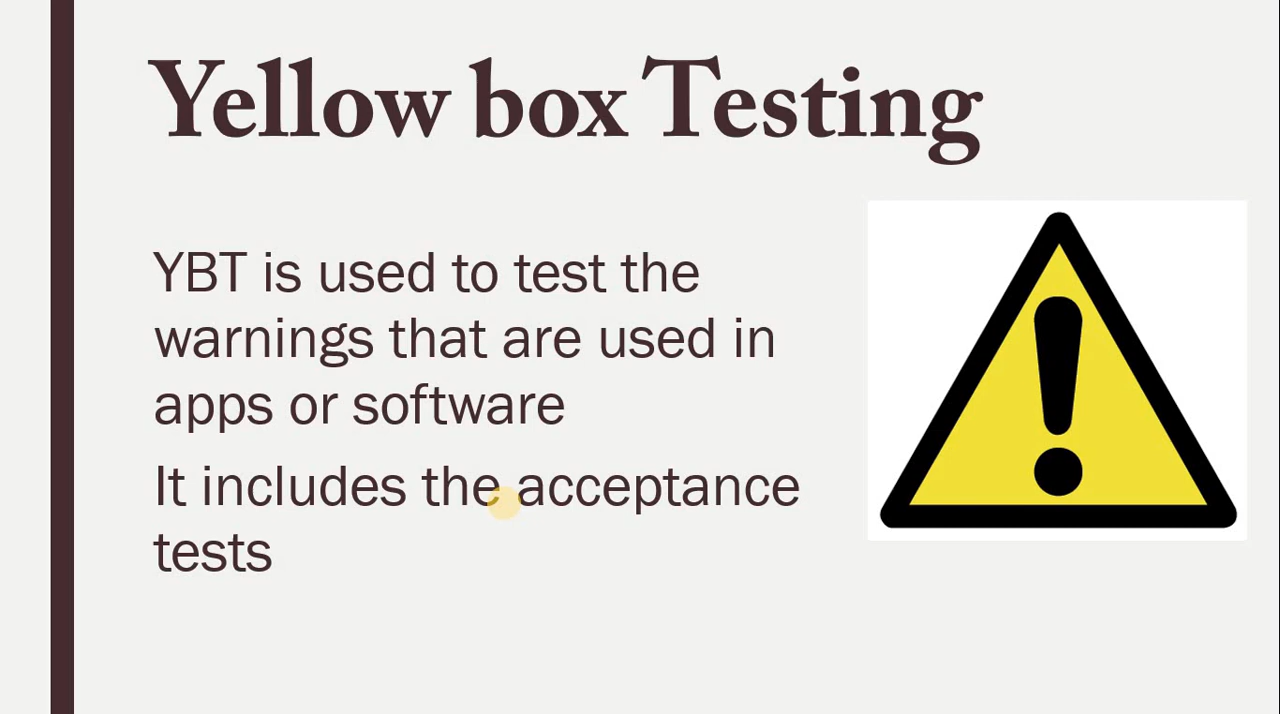 Yellow box Testing
YBT is used to test the
warnings that are used in
apps or software
It includes the acceptance
tests